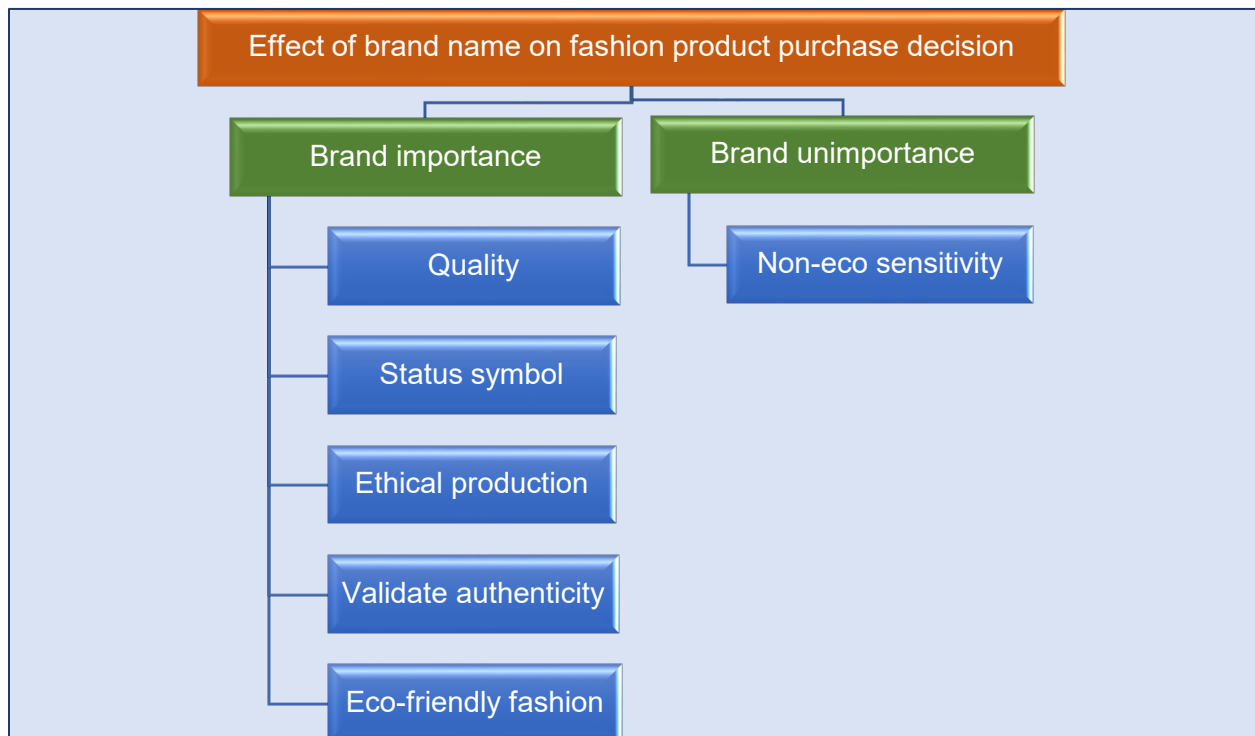 Effect of brand name on fashion product purchase decision
Brand importance
Quality
Status symbol
Ethical production
Validate authenticity
Eco-friendly fashion
Brand unimportance
Non-eco sensitivity